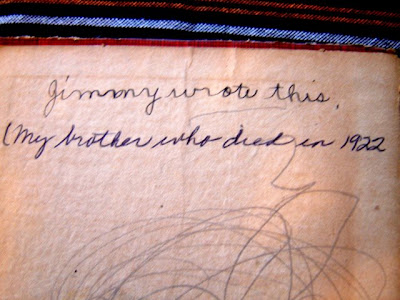 Jimmy wrote this.
(My brother who died in 1922